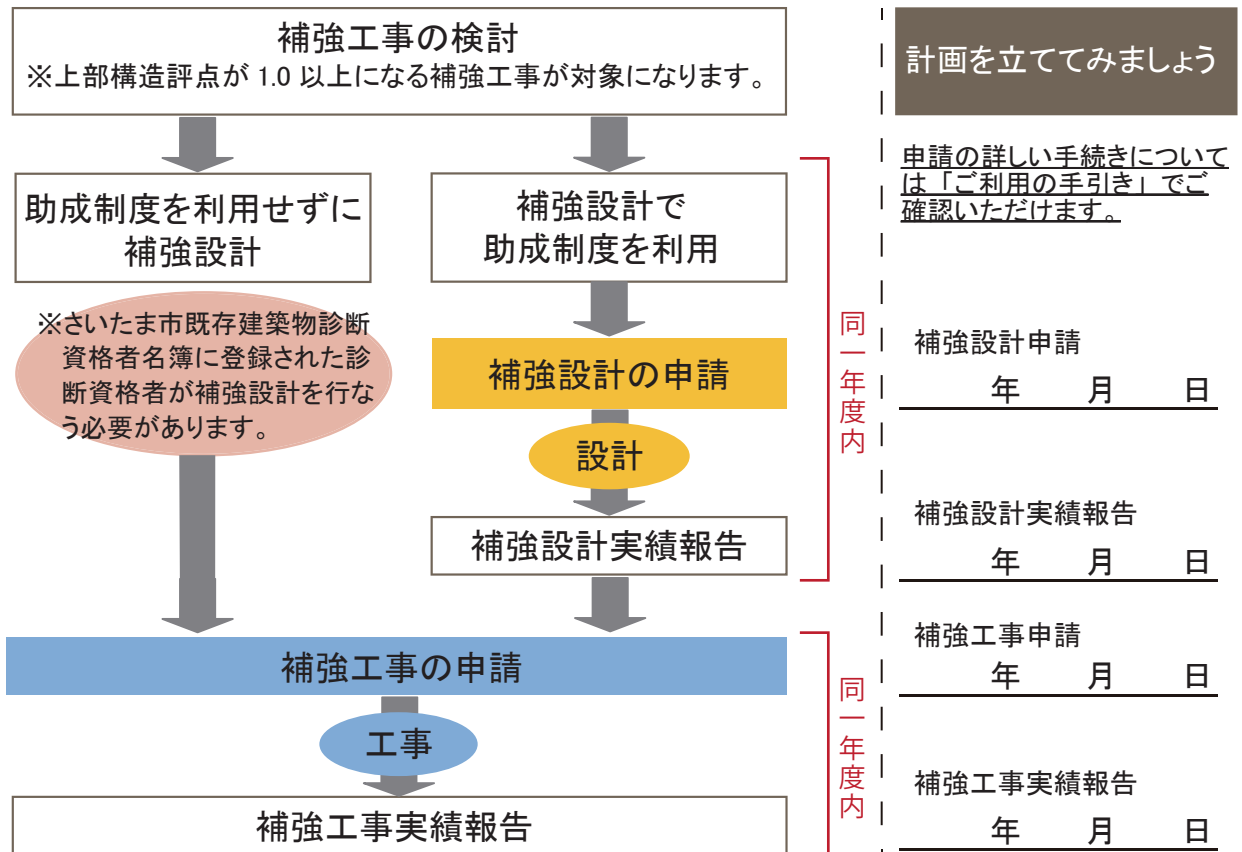 補強工事の検討
※上部構造評点が 1.0 以上になる補強工事が対象になります。
助成制度を利用せずに
補強設計
※さいたま市既存建築物診断
資格者名簿に登録された診
断資格者が補強設計を行な
う必要があります。
補強設計で
助成制度を利用
補強設計の申請
設計
補強設計実績報告
同一年度内
補強工事の申請
工事
補強工事実績報告
同一年度内
計画を立ててみましょう
申請の詳しい手続きについて
は「ご利用の手引き」でご
確認いただけます。
補強設計申請
年 月 日
補強設計実績報告
年 月 日
補強工事申請
年 月 日
補強工事実績報告
年 月 日